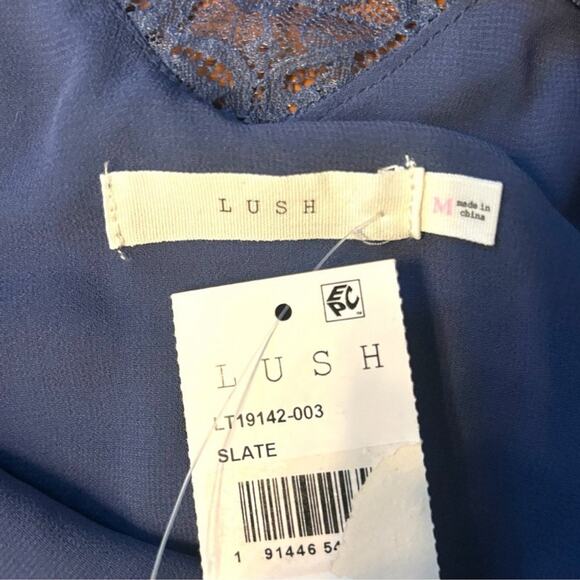 LUSH
M made in
china
EPC
LUSH
LT19142-003
SLATE
1 91446 54